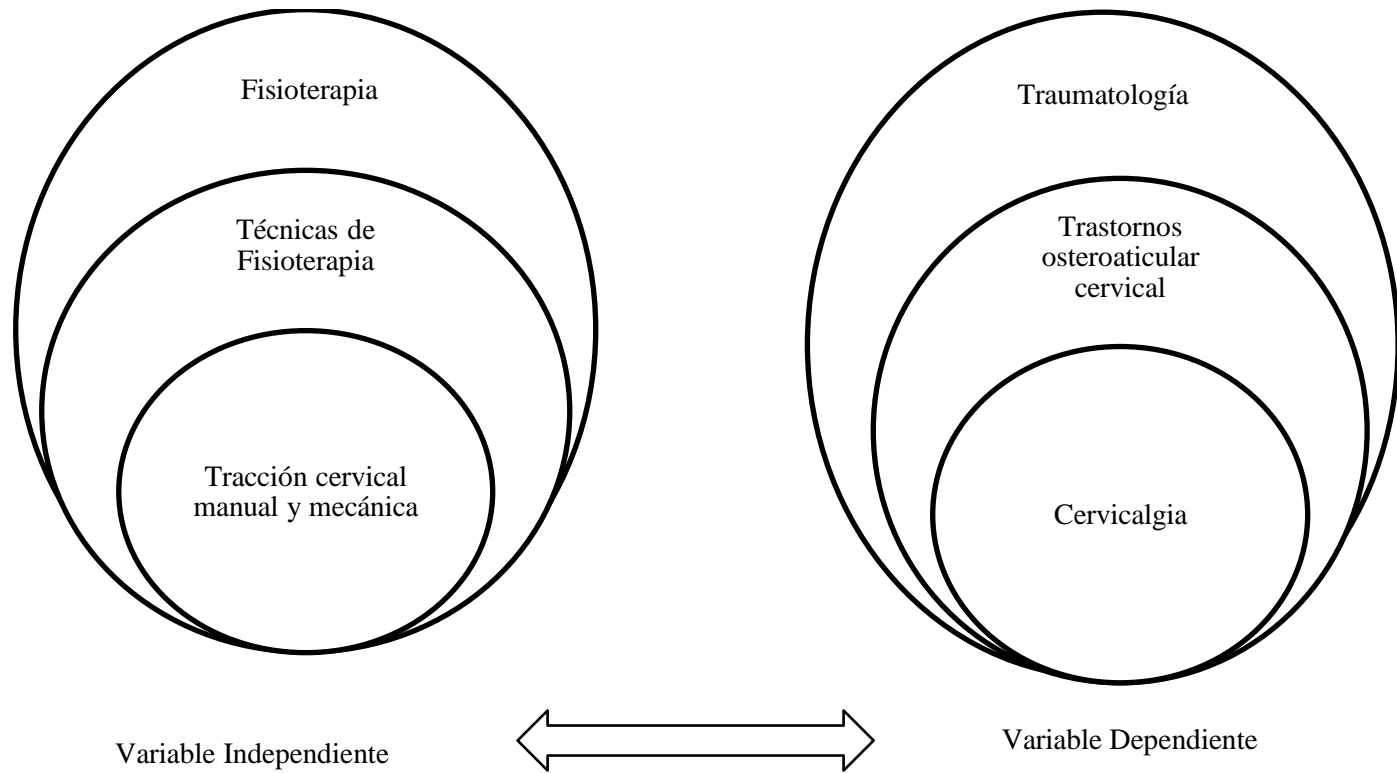 Fisioterapia
Técnicas de
Fisioterapia
Tracción cervical
manual y mecánica
Variable Independiente
Traumatología
Trastornos
osteroaticular
cervical
Cervicalgia
Variable Dependiente